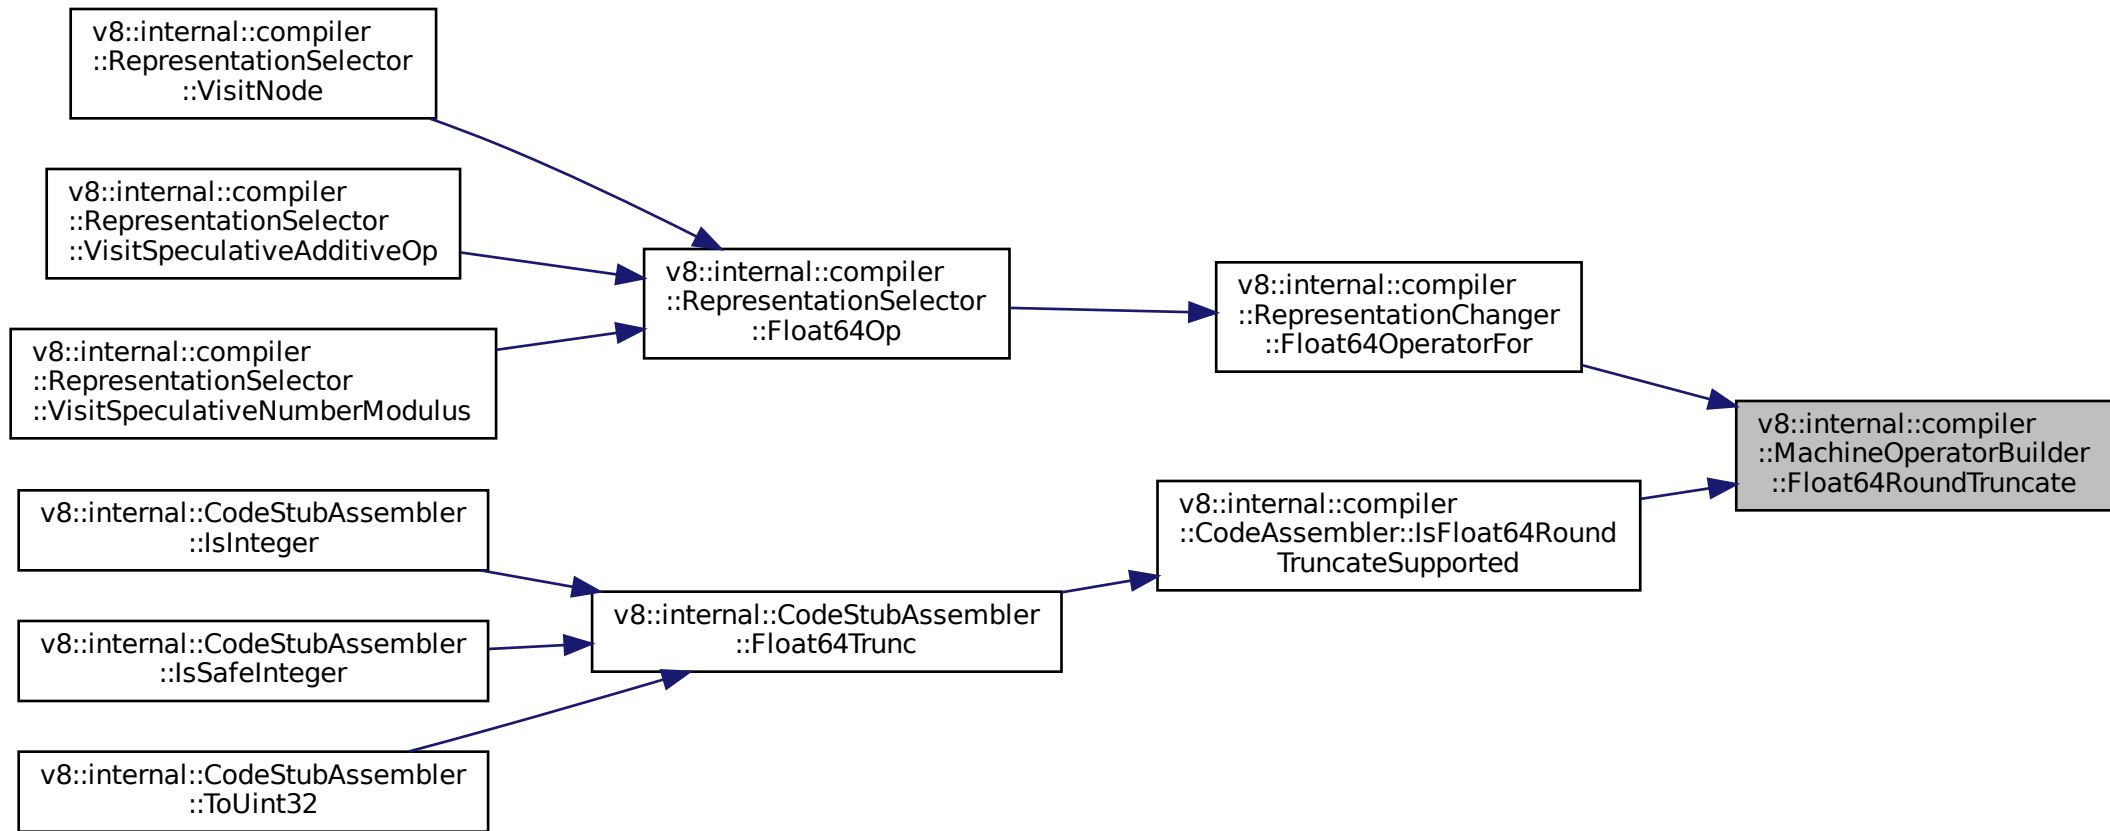 v8::internal::compiler
::RepresentationSelector
::VisitNode
v8::internal::compiler
::RepresentationSelector
::VisitSpeculativeAdditiveOp
v8::internal::compiler
::RepresentationSelector
::VisitSpeculativeNumberModulus
v8::internal::CodeStubAssembler
::IsInteger
v8::internal::CodeStubAssembler
::IsSafeInteger
v8::internal::CodeStubAssembler
::ToUint32
v8::internal::compiler
::RepresentationSelector
::Float64Op
v8::internal::CodeStubAssembler
::Float64Trunc
v8::internal::compiler
::RepresentationChanger
::Float64OperatorFor
v8::internal::compiler
::CodeAssembler::IsFloat64Round
TruncateSupported
v8::internal::compiler
::MachineOperatorBuilder
::Float64RoundTruncate